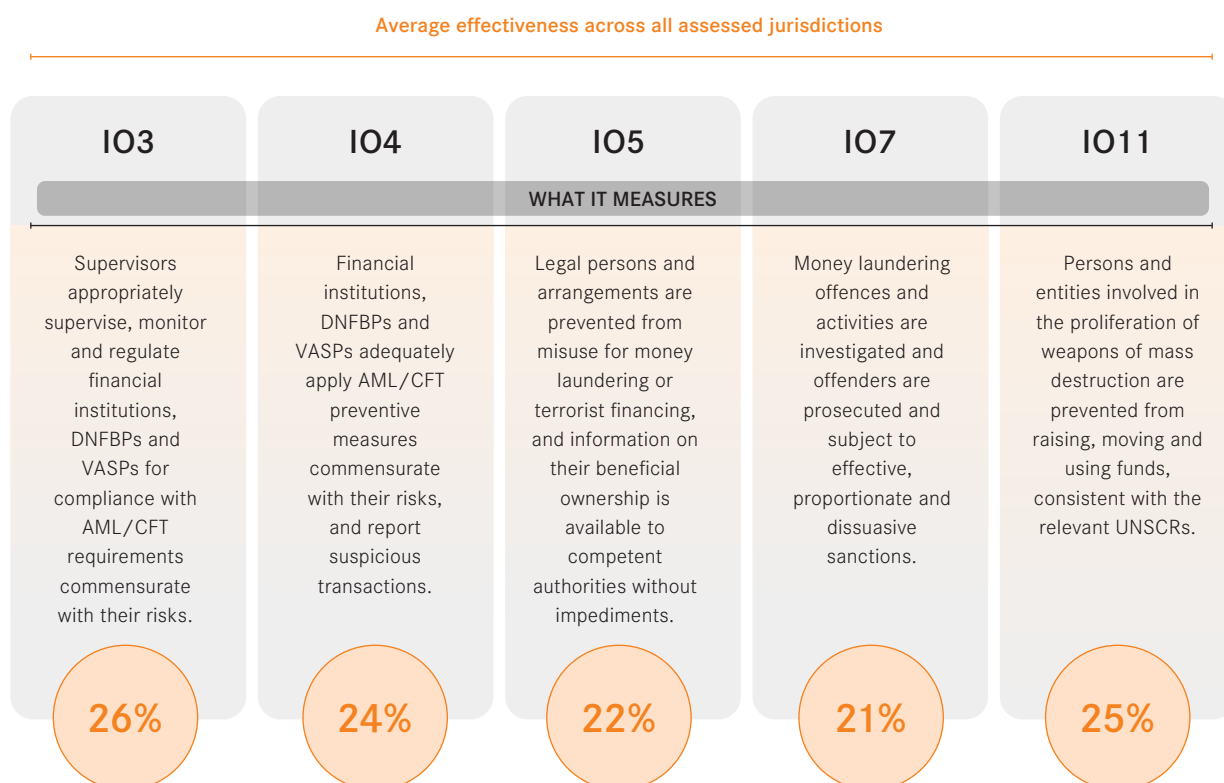 Average effectiveness across all assessed jurisdictions
IO3
IO4
IO5
IO7
IO11
WHAT IT MEASURES
Supervisors
appropriately
supervise, monitor
and regulate
financial
institutions,
DNFBPs and
VASPs for
compliance with
AML/CFT
requirements
commensurate
with their risks.
Financial
institutions,
DNFBPs and
VASPs adequately
apply AML/CFT
preventive
measures
commensurate
with their risks,
and report
suspicious
transactions.
Legal persons and
arrangements are
prevented from
misuse for money
laundering or
terrorist financing,
and information on
their beneficial
ownership is
available to
competent
authorities without
impediments.
Money laundering
offences and
activities are
investigated and
offenders are
prosecuted and
subject to
effective,
proportionate and
dissuasive
sanctions.
Persons and
entities involved in
the proliferation of
weapons of mass
destruction are
prevented from
raising, moving and
using funds,
consistent with the
relevant UNSCRs.
26%
24%
22%
21%
25%